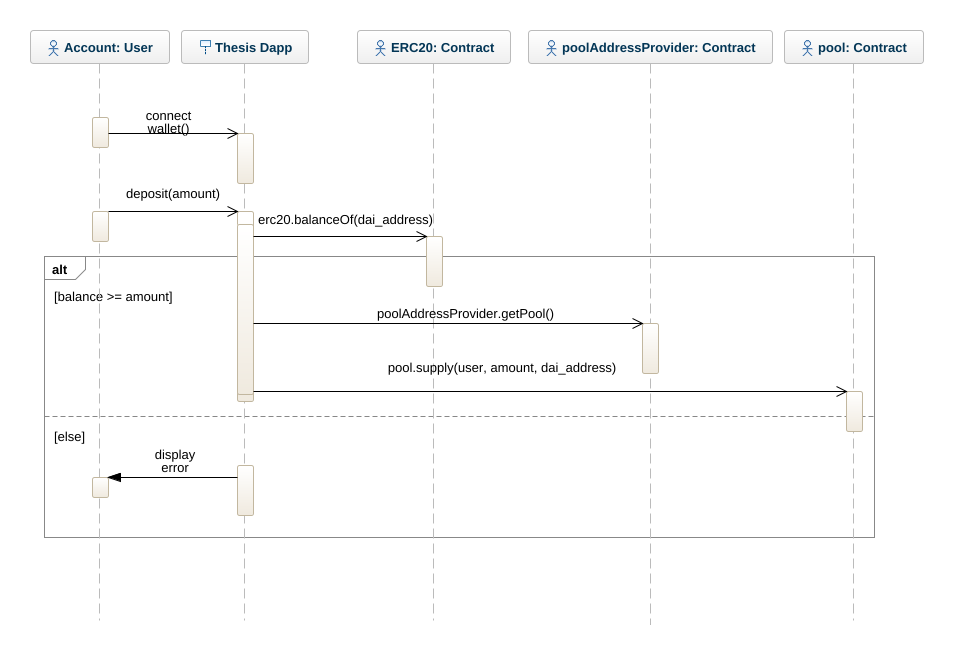 Account: User
Thesis Dapp
ERC20: Contract
poolAddressProvider: Contract
pool: Contract
connect
wallet()
deposit(amount)
erc20.balanceOf(dai_address)
alt
[balance >= amount]
poolAddressProvider.getPool()
pool.supply(user, amount, dai_address)
[else]
display
error